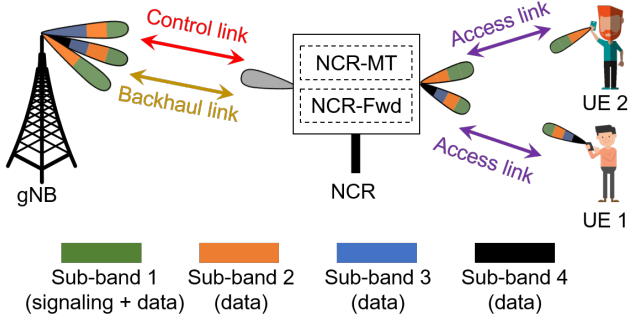 Control link
Backhaul link
gNB
NCR-MT
NCR-Fwd
NCR
Access link
UE 2
Access link
UE 1
Sub-band 1
(signaling + data)
Sub-band 2
(data)
Sub-band 3
(data)
Sub-band 4
(data)